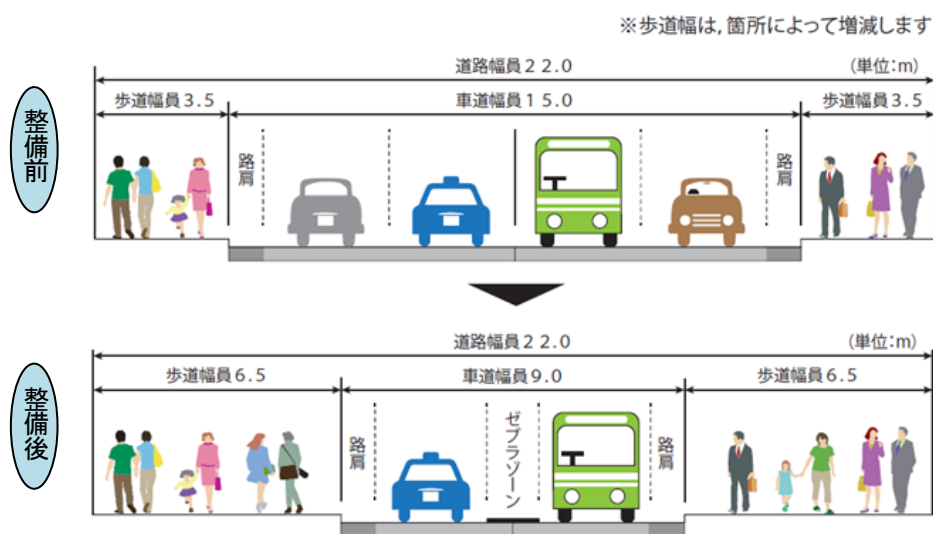 ※歩道幅は,箇所によって増減します
道路幅員22.0
(単位:m)
歩道幅員3.5
車道幅員15.0
歩道幅員3.5
整備前
路肩
路肩
道路幅員22.0
(単位:m)
歩道幅員6.5
車道幅員9.0
歩道幅員6.5
整備後
路肩
ゼブラゾーン
路肩